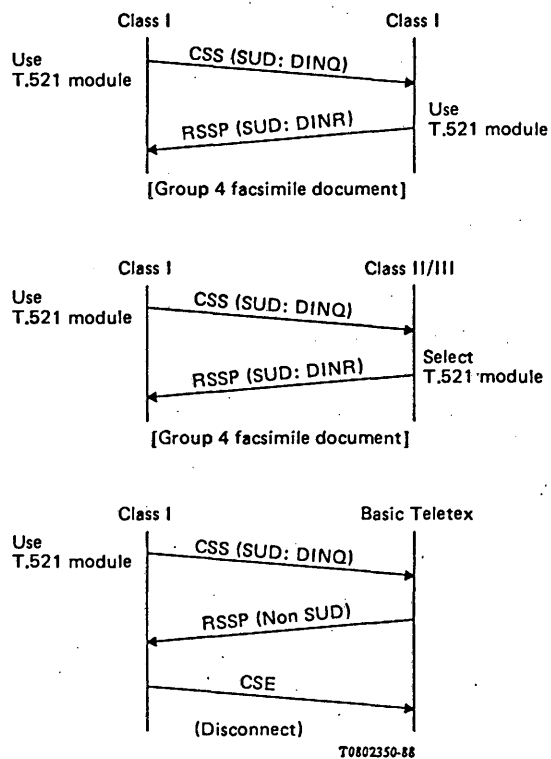 Class I Class I
Use
T.521 module
CSS (SUD: DINQ)
Use
T.521 module
RSSP (SUD: DINR)
[Group 4 facsimile document]
Class I Class II/III
Use
T.521 module
CSS (SUD: DINQ)
Select
T.521 module
RSSP (SUD: DINR)
[Group 4 facsimile document]
Class I Basic Teletex
Use
T.521 module
CSS (SUD: DINQ)
RSSP (Non SUD)
CSE
(Disconnect)
T0802350-88